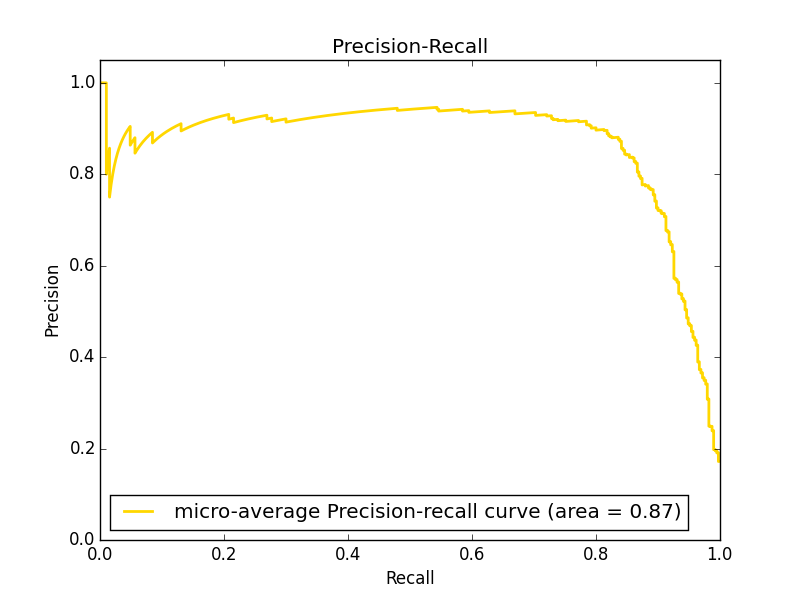 Precision-Recall
1.0
0.8
0.6
0.4
0.2
0.0
Precision
micro-average Precision-recall curve (area = 0.87)
0.0 0.2 0.4 0.6 0.8 1.0
Recall